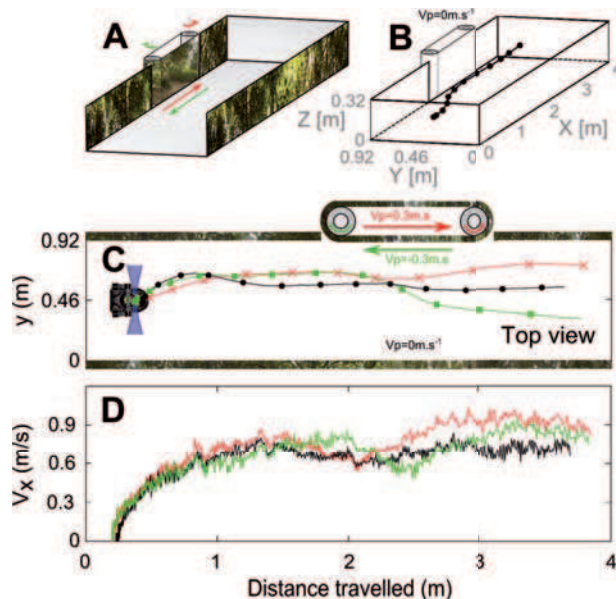 A
B
Vp=0m.s-1
0.32
Z [m]
0
0.92
0.46
0
Y [m]
0
1
2
3
X [m]
Vp=0.3m.s
Vp=-0.3m.s
0.92
C
y (m)
0.46
0
Vp=0m.s-1
Top view
D
Vx (m/s)
0.9
0.6
0.3
0
0
1
2
3
4
Distance travelled (m)